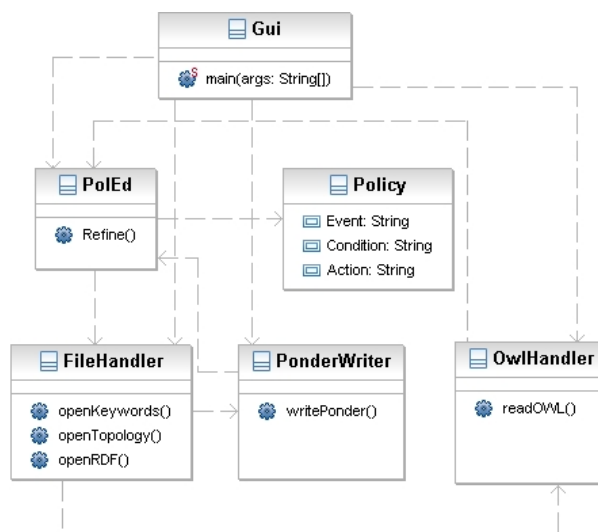 Gui
main(args: String[])
PolEd
Refine()
Policy
Event: String
Condition: String
Action: String
FileHandler
openKeywords()
openTopology()
openRDF()
PonderWriter
writePonder()
OwlHandler
readOWL()